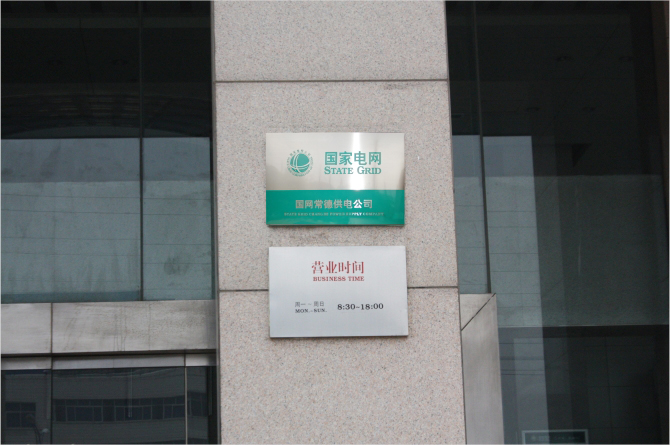 国家电网
STATE GRID
国网常德供电公司
营业时间
BUSINESS TIME
周一-周日 8:30-18:00
MON.-SUN.